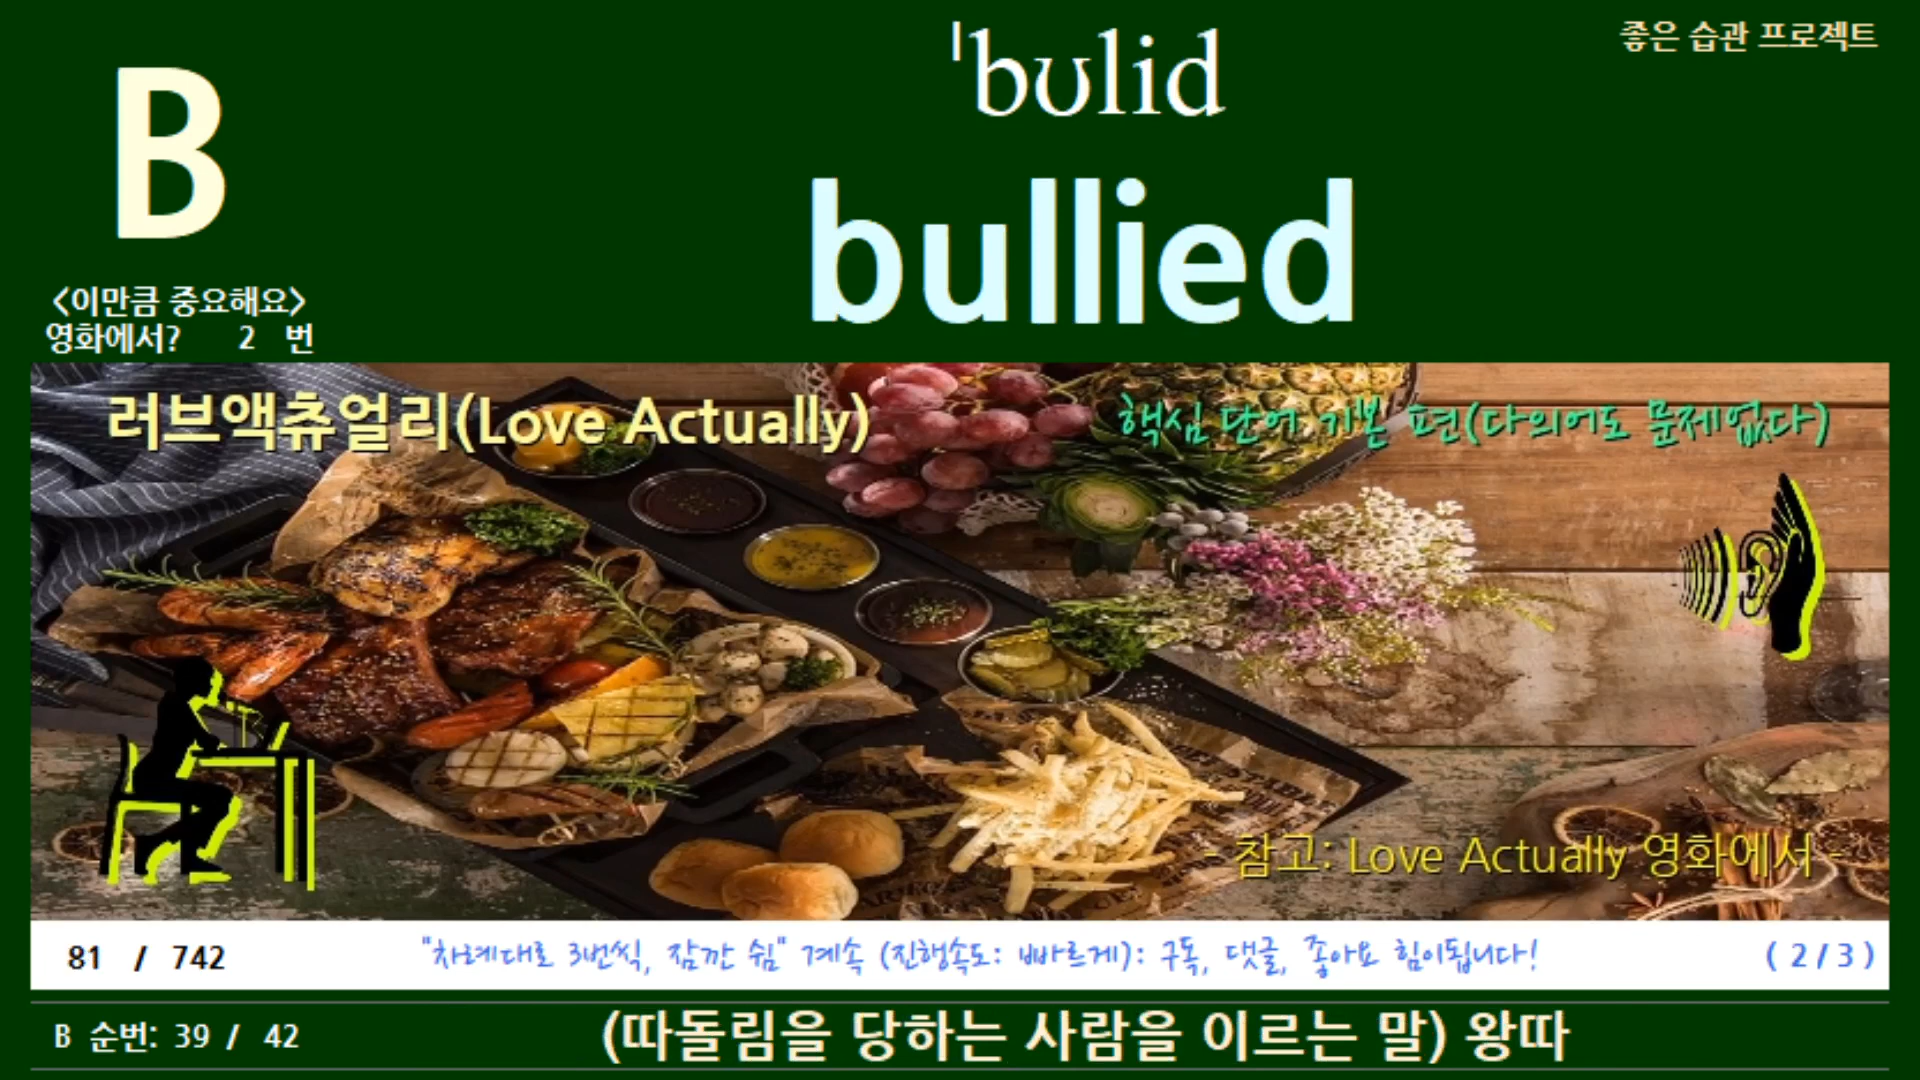 좋은 습관 프로젝트
ˈbʊlid
B
bullied
<이만큼 중요해요>
영화에서? 2 번
러브액츄얼리(Love Actually)
핵심 단어 기본 편(다의어도 문제없다)
- 참고: Love Actually 영화에서 -
81 / 742
"차례대로 3번씩, 잠깐 쉼" 계속 (진행속도: 빠르게): 구독, 댓글, 좋아요 힘이됩니다!
( 2 / 3 )
B 순번: 39 / 42
(따돌림을 당하는 사람을 이르는 말) 왕따